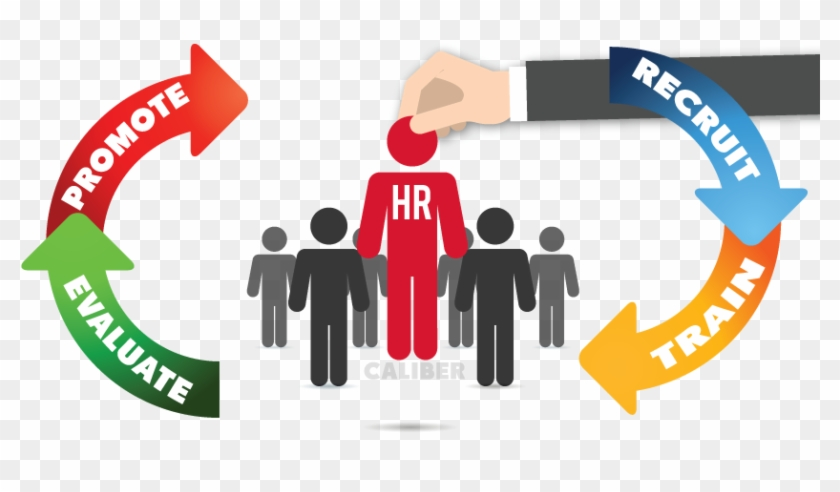 PROMOTE
RECRUIT
HR
EVALUATE
TRAIN
CALIBER